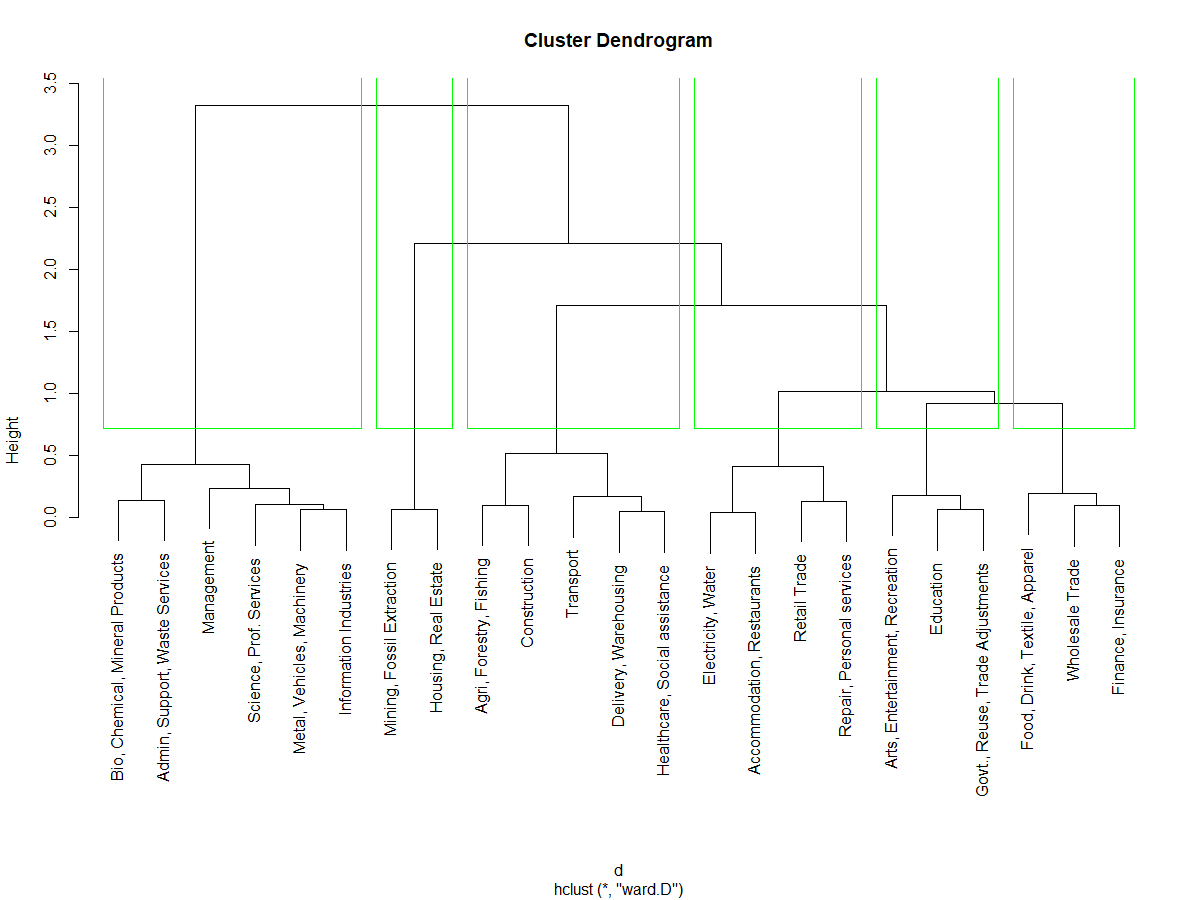 Cluster Dendrogram
Height
3.5
3.0
2.5
2.0
1.5
1.0
0.5
0.0
Bio, Chemical, Mineral Products
Admin, Support, Waste Services
Management
Science, Prof. Services
Metal, Vehicles, Machinery
Information Industries
Mining, Fossil Extraction
Housing, Real Estate
Agri, Forestry, Fishing
Construction
Transport
Delivery, Warehousing
Healthcare, Social assistance
Electricity, Water
Accommodation, Restaurants
Retail Trade
Repair, Personal services
Arts, Entertainment, Recreation
Education
Govt., Reuse, Trade Adjustments
Food, Drink, Textile, Apparel
Wholesale Trade
Finance, Insurance
d
hclust (*, "ward.D")